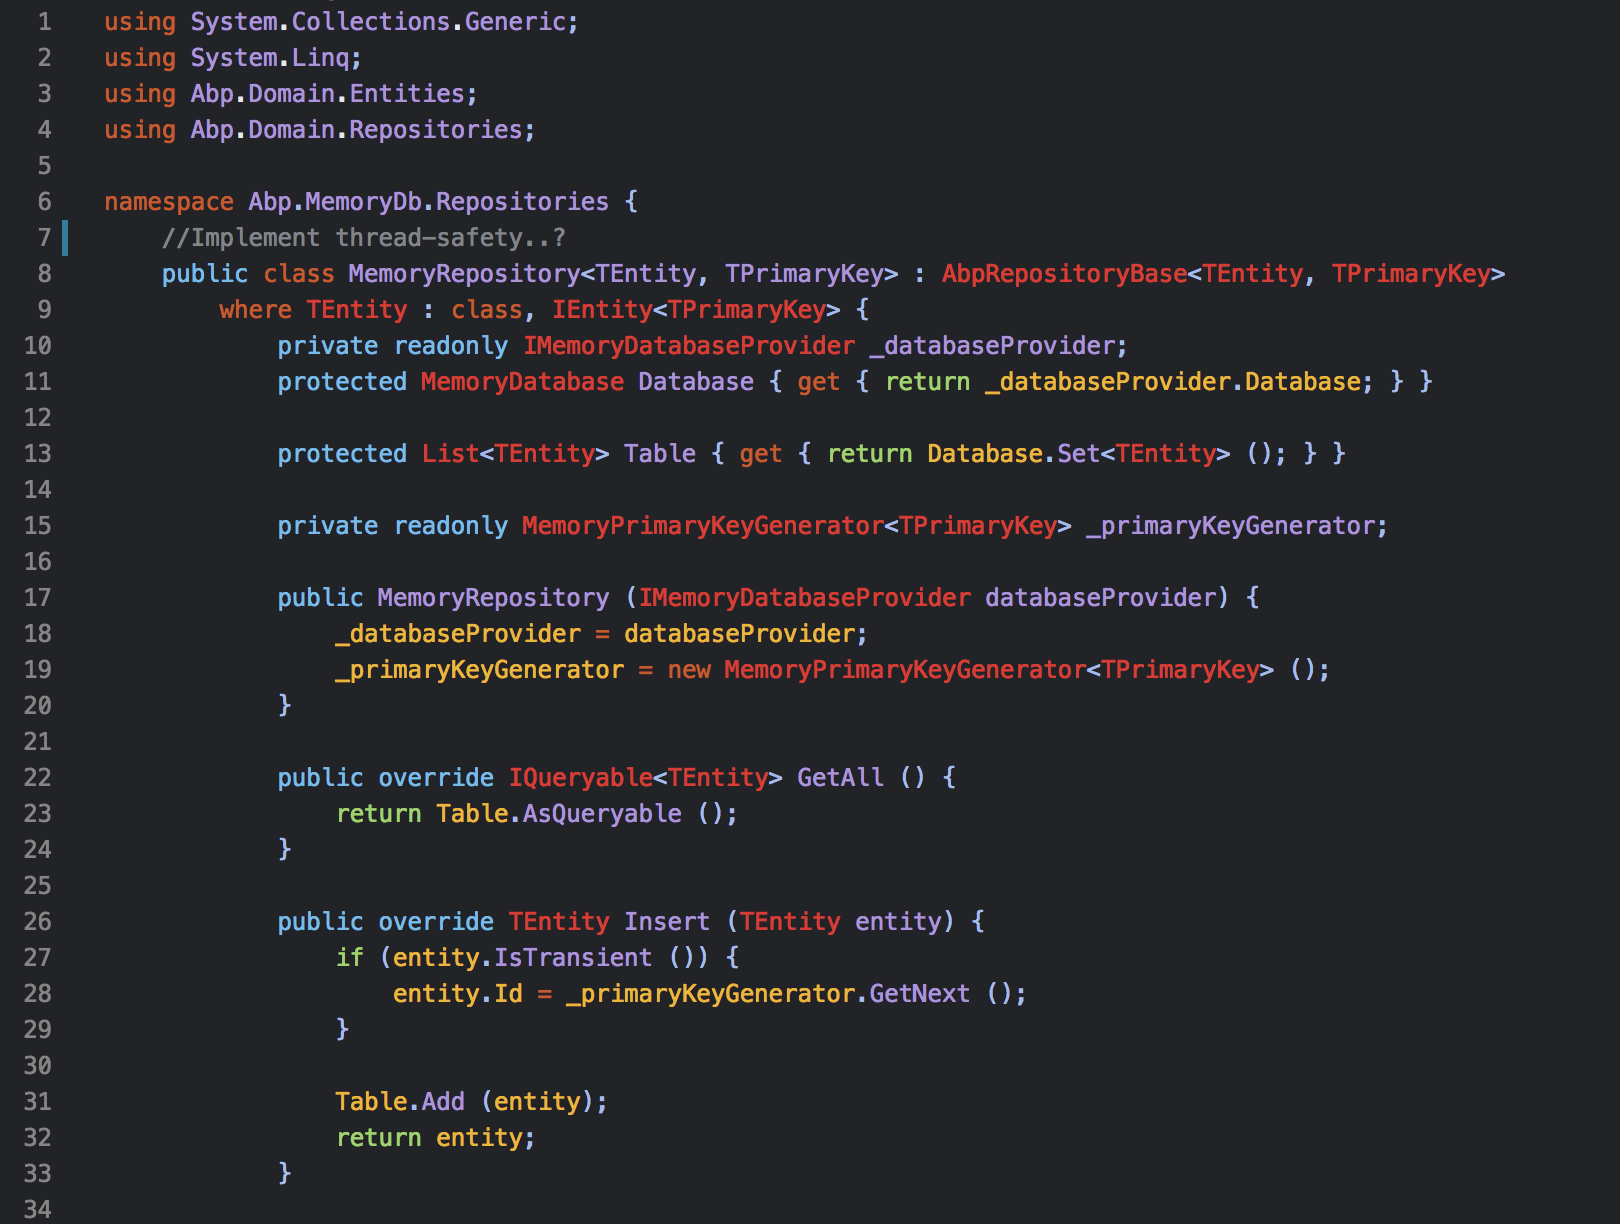 1 using System.Collections.Generic;
2 using System.Linq;
3 using Abp.Domain.Entities;
4 using Abp.Domain.Repositories;
5
6 namespace Abp.MemoryDb.Repositories {
7     //Implement thread-safety..?
8     public class MemoryRepository<TEntity, TPrimaryKey> : AbpRepositoryBase<TEntity, TPrimaryKey>
9         where TEntity : class, IEntity<TPrimaryKey> {
10             private readonly IMemoryDatabaseProvider _databaseProvider;
11             protected MemoryDatabase Database { get { return _databaseProvider.Database; } }
12
13             protected List<TEntity> Table { get { return Database.Set<TEntity> (); } }
14
15             private readonly MemoryPrimaryKeyGenerator<TPrimaryKey> _primaryKeyGenerator;
16
17             public MemoryRepository (IMemoryDatabaseProvider databaseProvider) {
18                 _databaseProvider = databaseProvider;
19                 _primaryKeyGenerator = new MemoryPrimaryKeyGenerator<TPrimaryKey> ();
20             }
21
22             public override IQueryable<TEntity> GetAll () {
23                 return Table.AsQueryable ();
24             }
25
26             public override TEntity Insert (TEntity entity) {
27                 if (entity.IsTransient ()) {
28                     entity.Id = _primaryKeyGenerator.GetNext ();
29                 }
30
31                 Table.Add (entity);
32                 return entity;
33             }
34